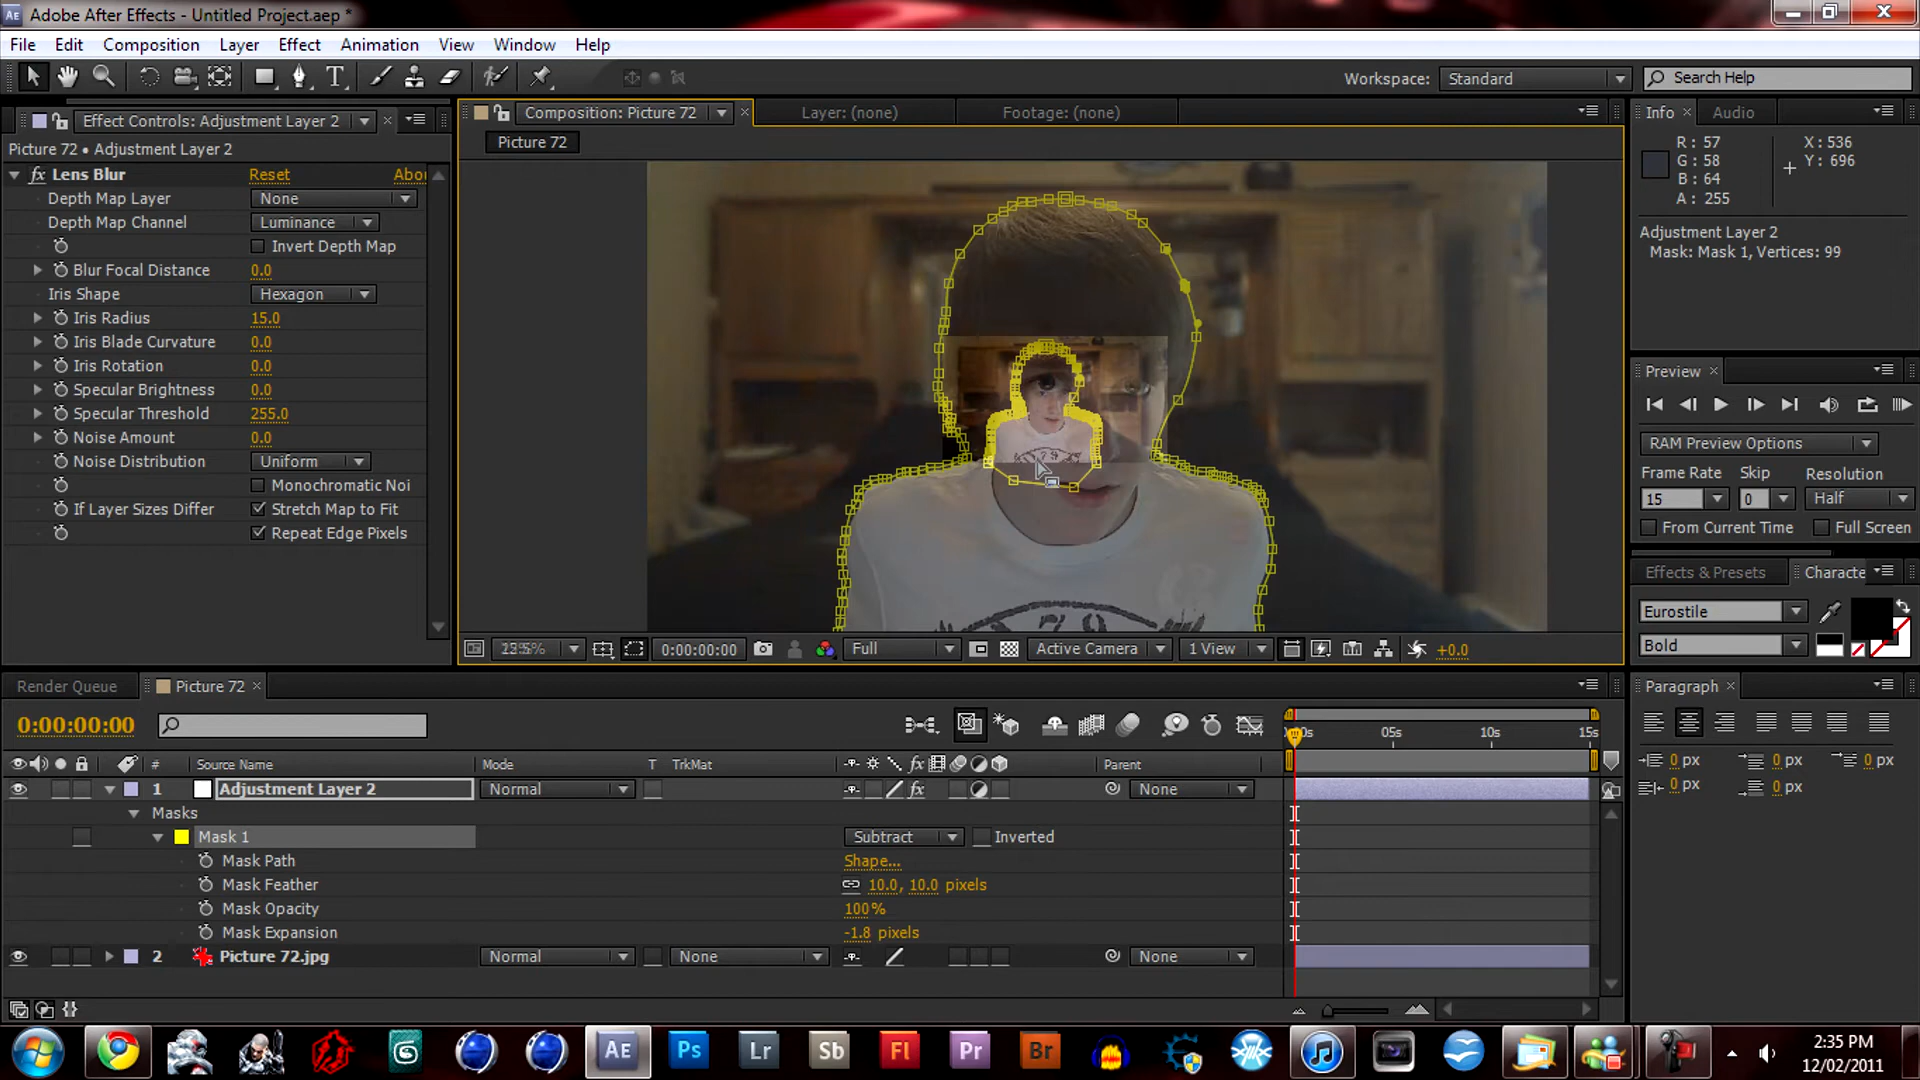 Adobe After Effects - Untitled Project.aep *
File Edit Composition Layer Effect Animation View Window Help
Workspace: Standard Search Help
Effect Controls: Adjustment Layer 2
Picture 72 • Adjustment Layer 2
fx Lens Blur Reset Abou
Depth Map Layer None
Depth Map Channel Luminance
Invert Depth Map
Blur Focal Distance 0.0
Iris Shape Hexagon
Iris Radius 15.0
Iris Blade Curvature 0.0
Iris Rotation 0.0
Specular Brightness 0.0
Specular Threshold 255.0
Noise Amount 0.0
Noise Distribution Uniform
Monochromatic Noi
If Layer Sizes Differ Stretch Map to Fit
Repeat Edge Pixels
Composition: Picture 72 Layer: (none) Footage: (none)
Picture 72
0:00:00:00 Full Active Camera 1 View +0.0
Info Audio
R: 57 X: 536
G: 58 Y: 696
B: 64
A: 255
Adjustment Layer 2
Mask: Mask 1, Vertices: 99
Preview
RAM Preview Options
Frame Rate Skip Resolution
15 0 Half
From Current Time Full Screen
Effects & Presets Characte
Eurostile
Bold
Render Queue Picture 72
0:00:00:00
05s 10s 15s
# Source Name Mode T TrkMat Parent
1 Adjustment Layer 2 Normal fx None
Masks
Mask 1 Subtract Inverted
Mask Path Shape...
Mask Feather 10.0, 10.0 pixels
Mask Opacity 100%
Mask Expansion -1.8 pixels
2 Picture 72.jpg Normal None None
Paragraph
0 px 0 px 0 px
0 px 0 px
AE Ps Lr Sb Fl Pr Br
2:35 PM
12/02/2011